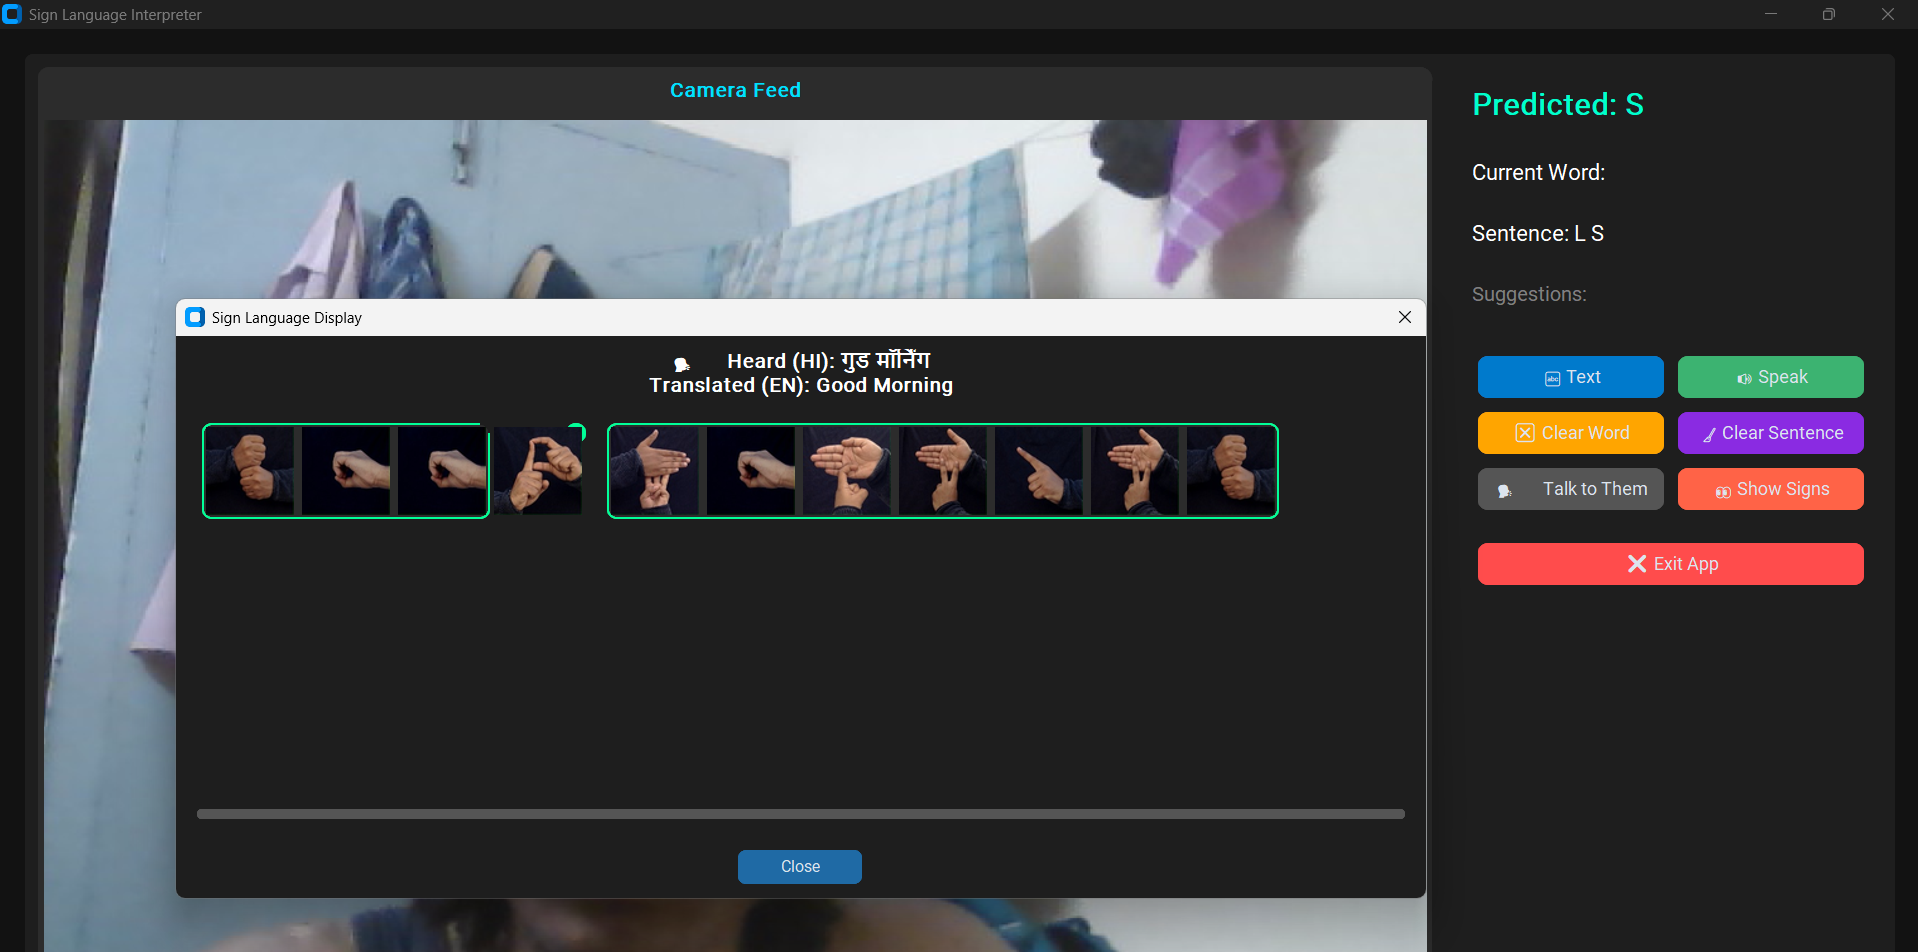 Sign Language Interpreter
Camera Feed
Predicted: S
Current Word:
Sentence: L S
Suggestions:
Text
Speak
Clear Word
Clear Sentence
Talk to Them
Show Signs
Exit App
Sign Language Display
Heard (HI): गुड मॉर्निंग
Translated (EN): Good Morning
Close